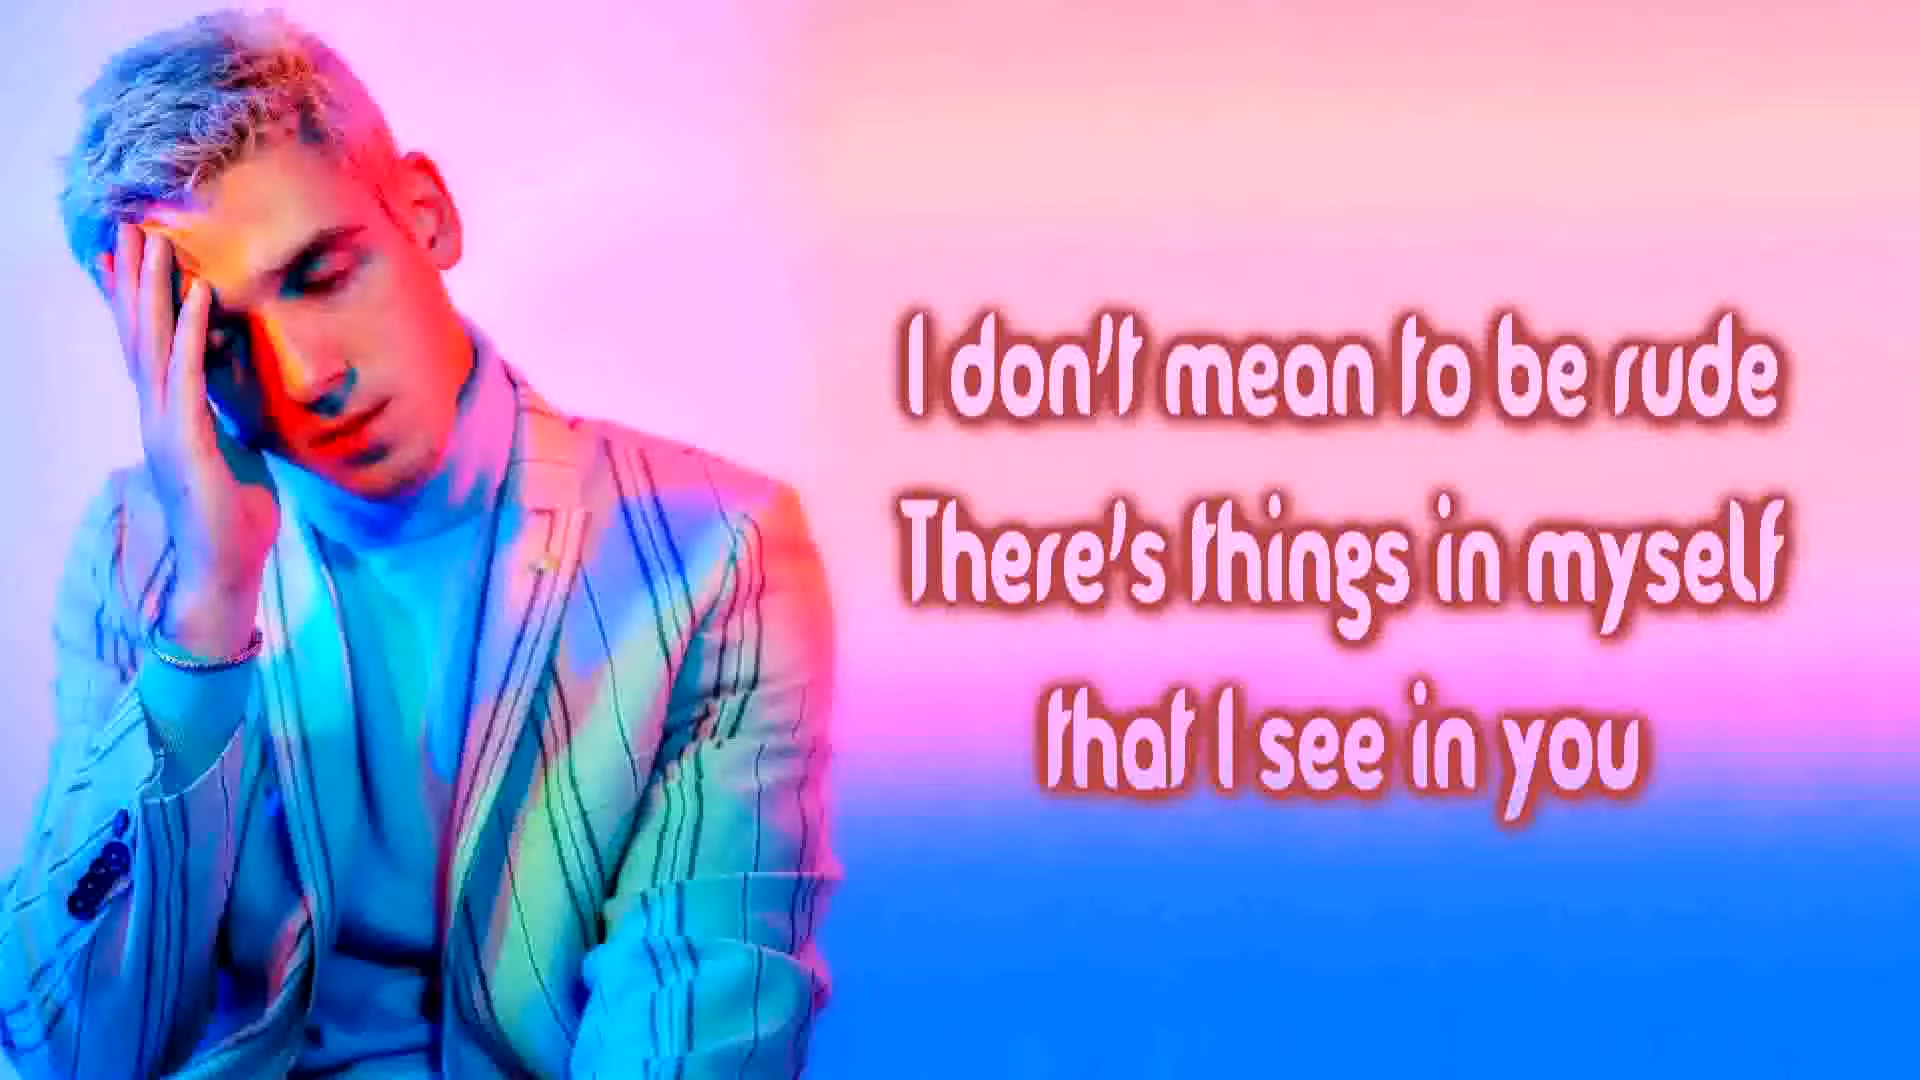 I don't mean to be rude
There's things in myself
that I see in you